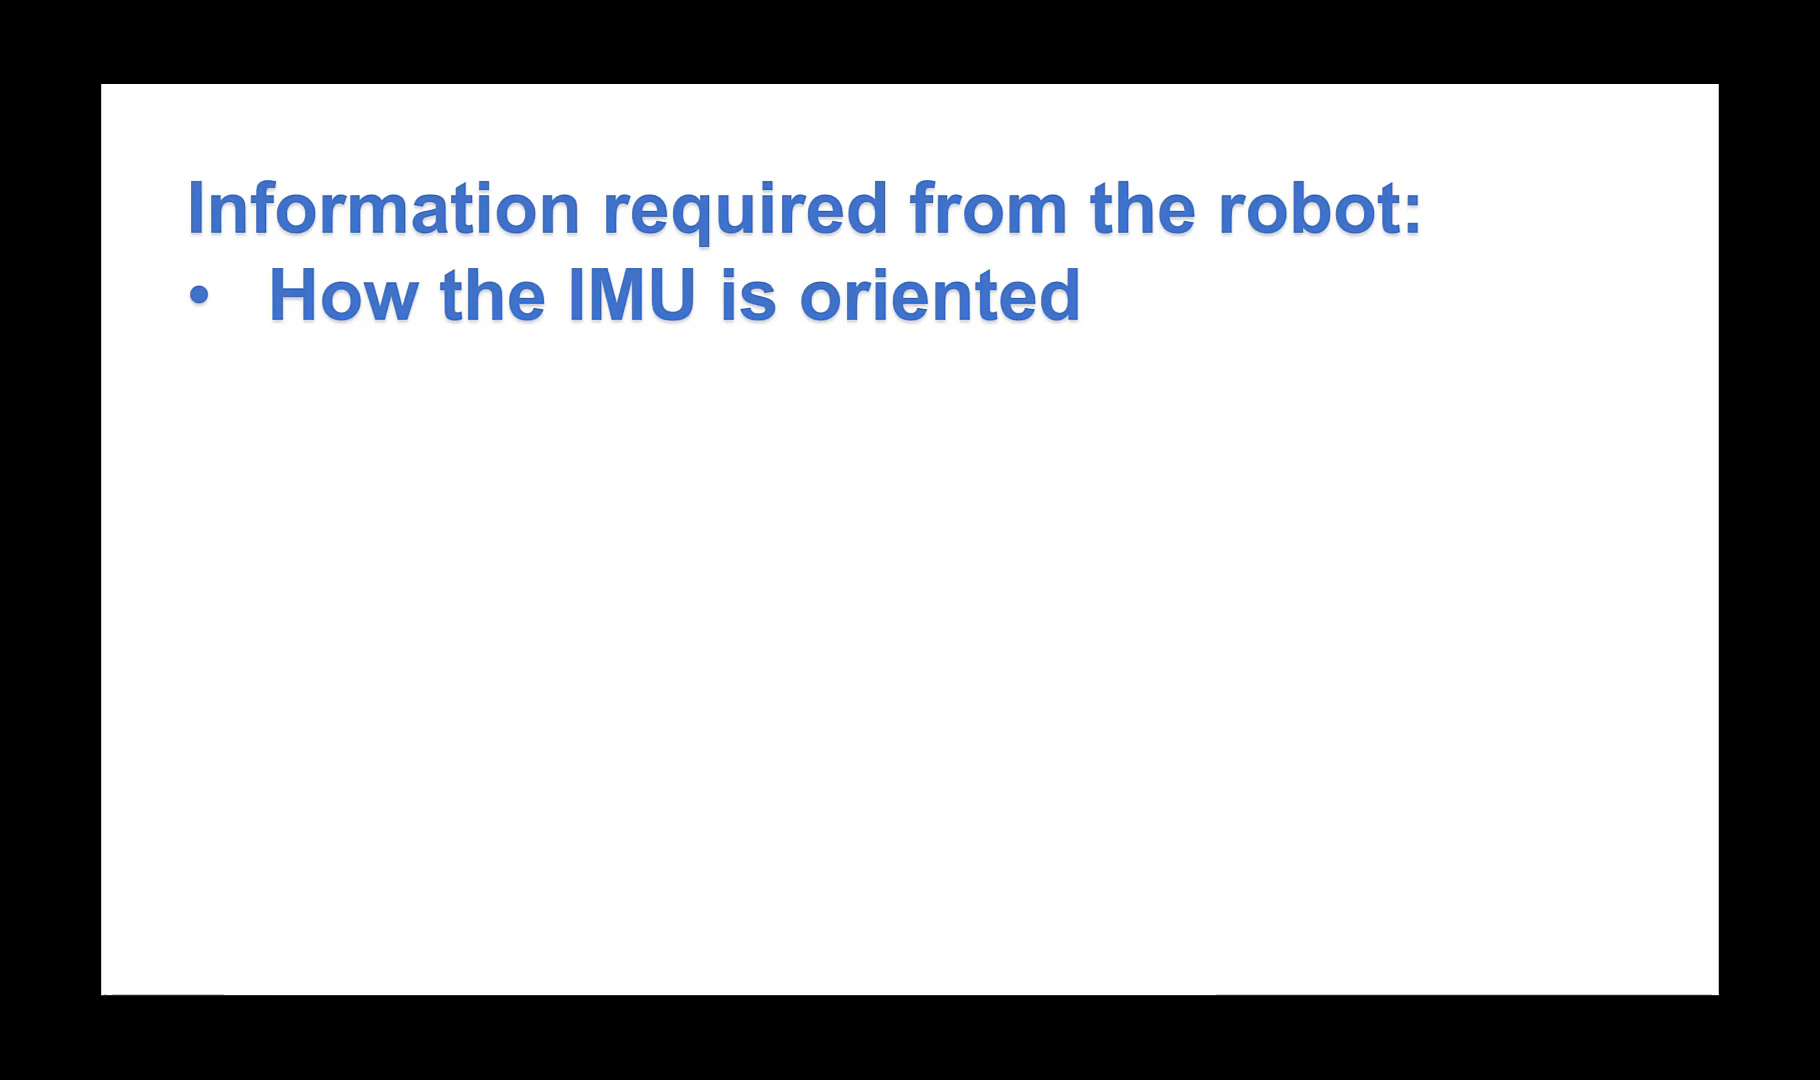 Information required from the robot:
• How the IMU is oriented